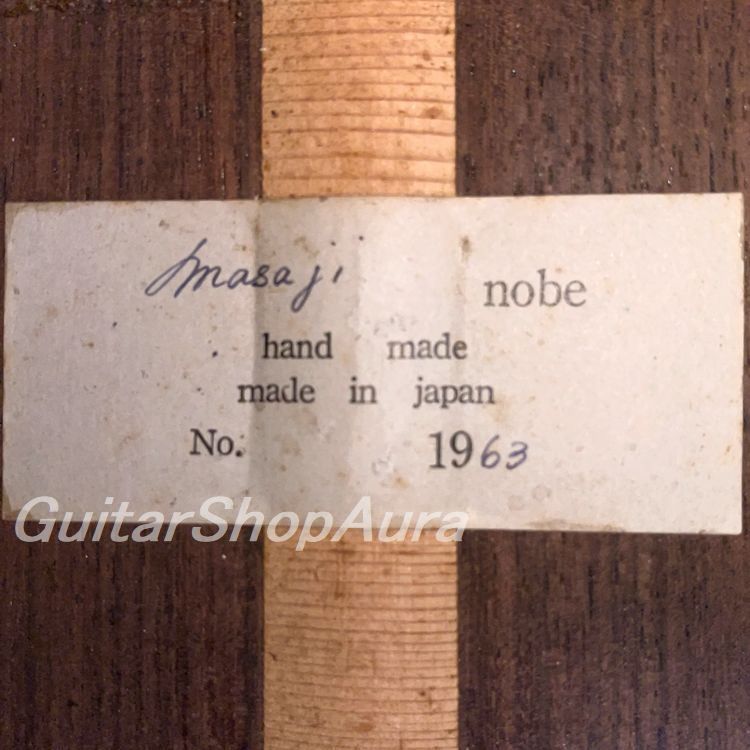 Masaji nobe
hand made
made in japan
No. 1963
GuitarShopAura